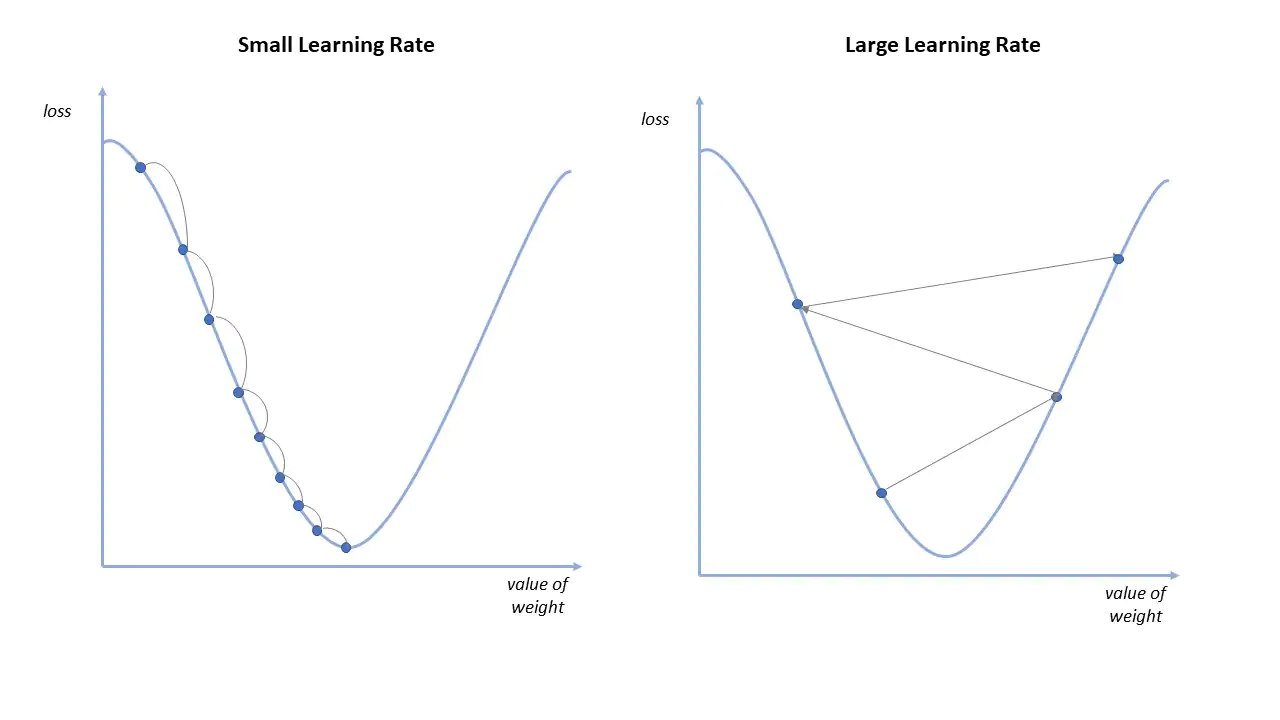 Small Learning Rate
loss
value of
weight
Large Learning Rate
loss
value of
weight